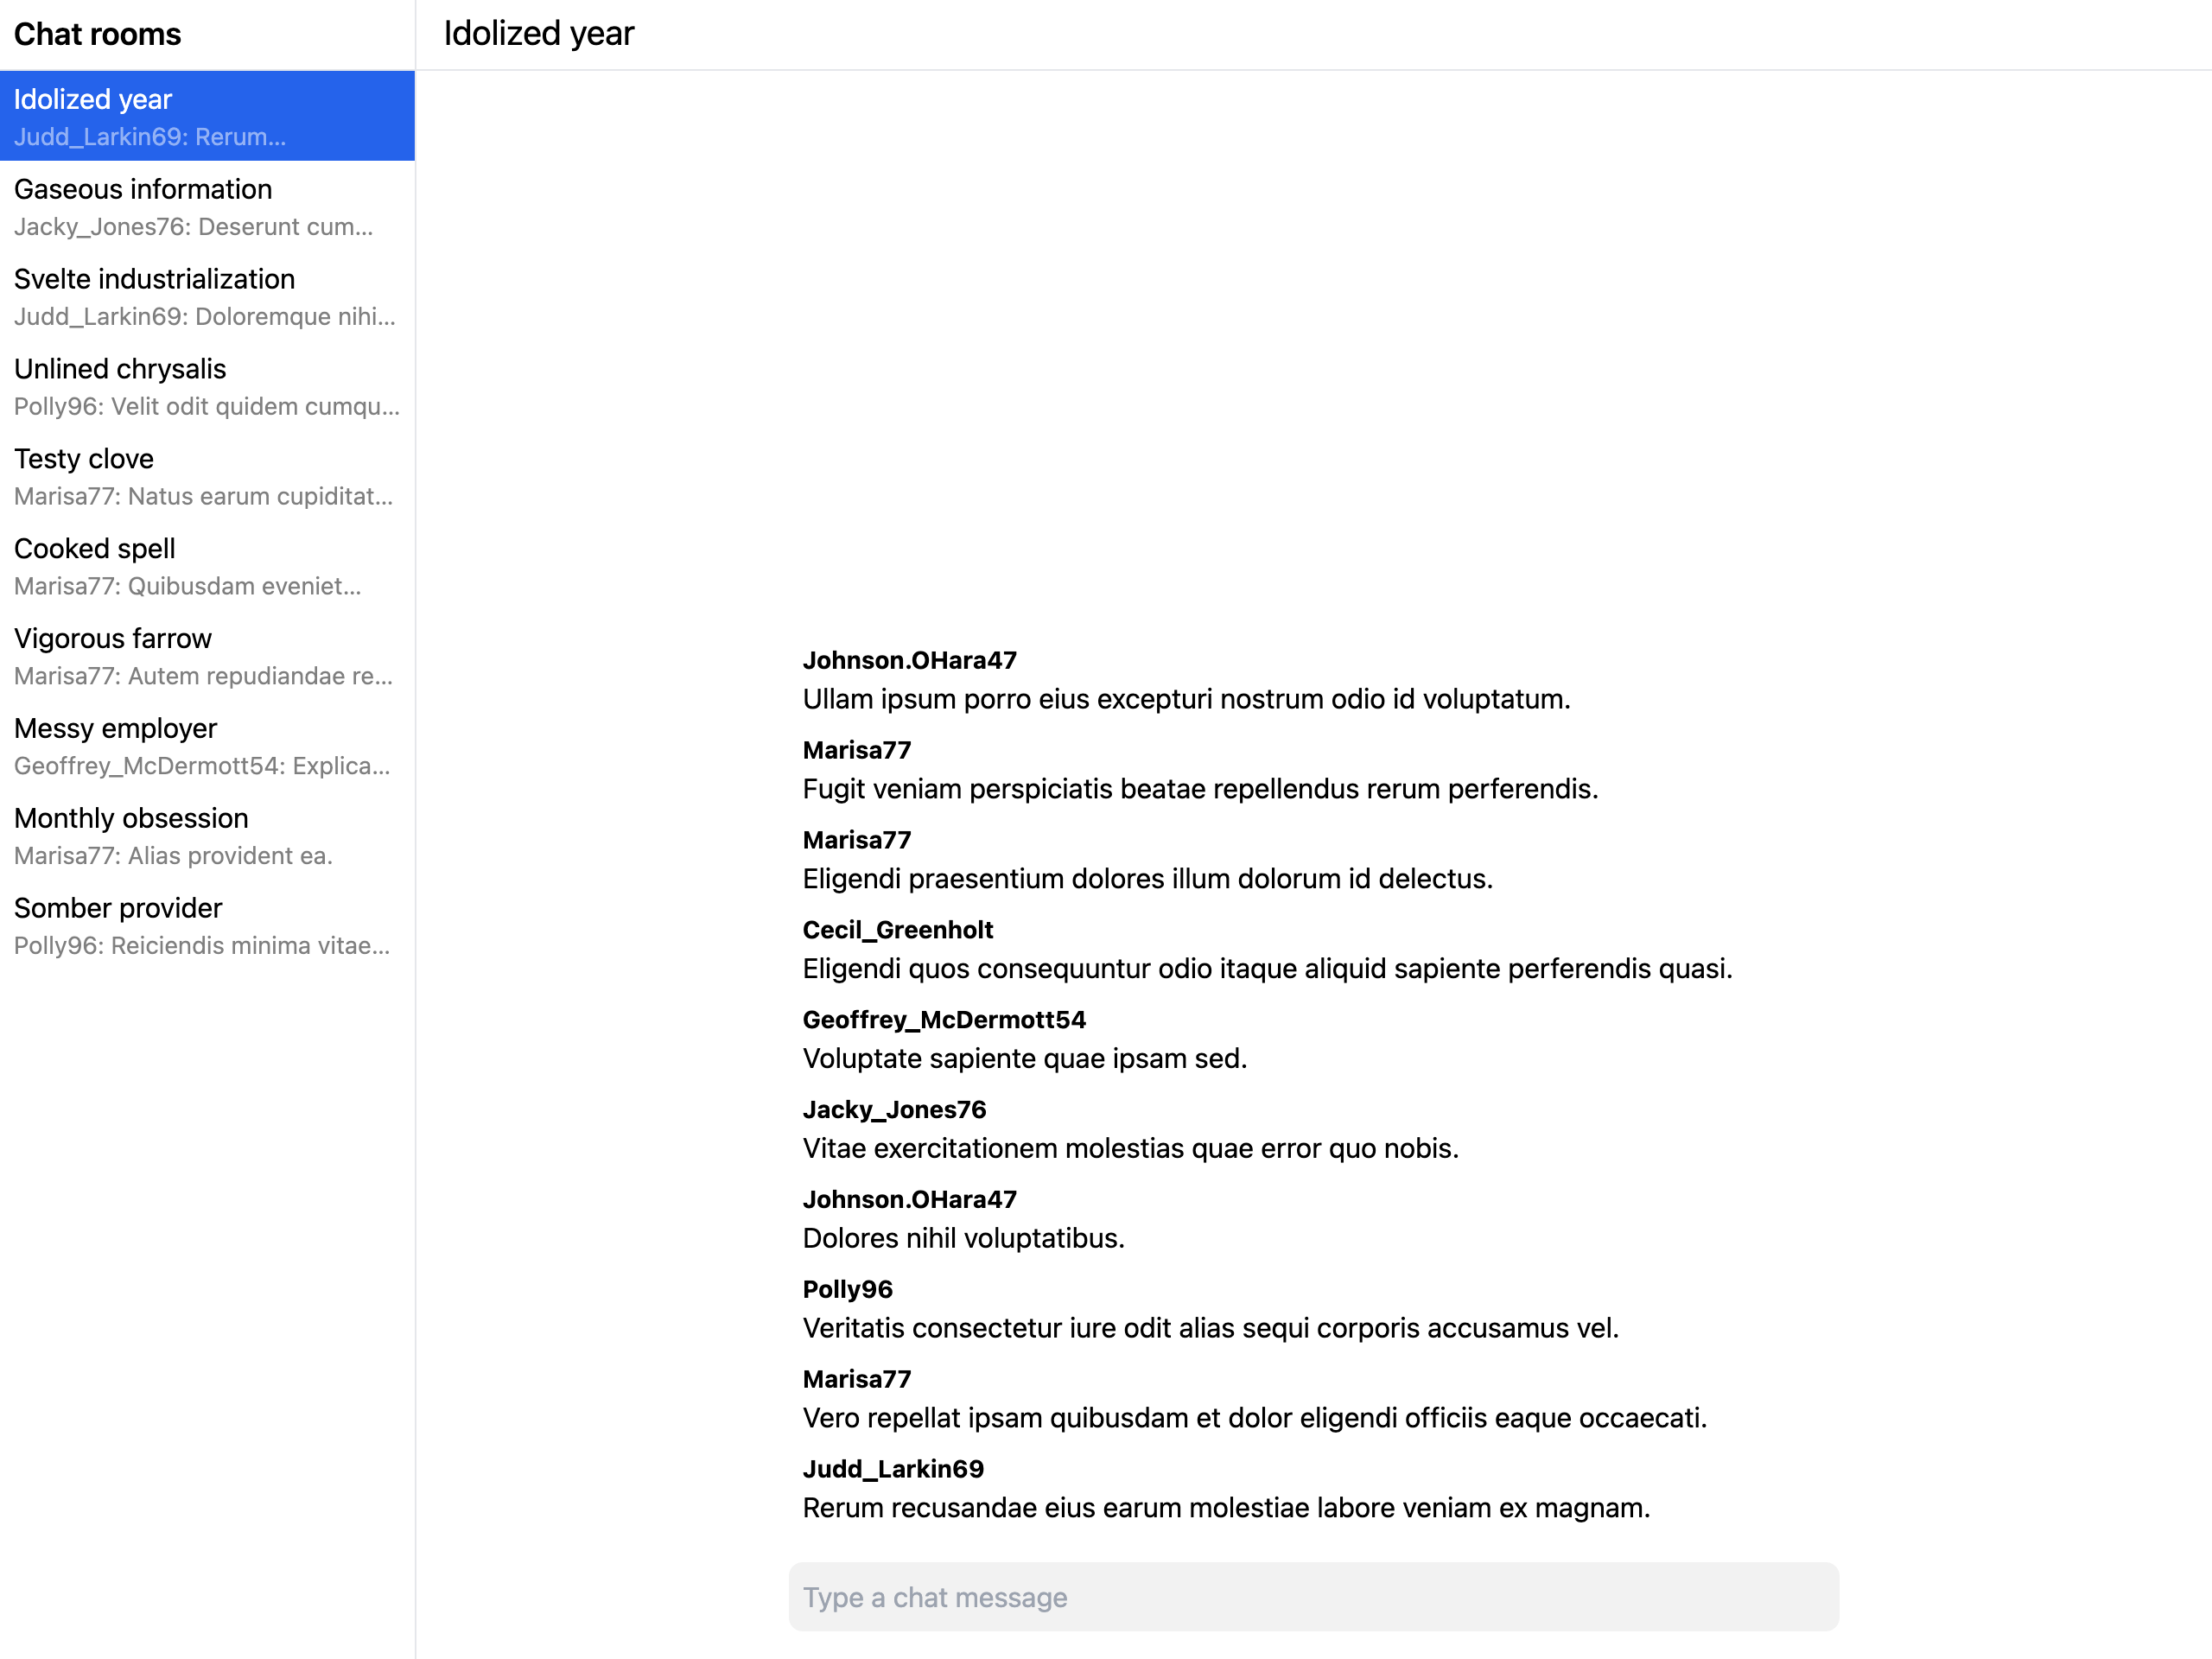 Chat rooms
Idolized year
Judd_Larkin69: Rerum...
Gaseous information
Jacky_Jones76: Deserunt cum...
Svelte industrialization
Judd_Larkin69: Doloremque nihi...
Unlined chrysalis
Polly96: Velit odit quidem cumqu...
Testy clove
Marisa77: Natus earum cupiditat...
Cooked spell
Marisa77: Quibusdam eveniet...
Vigorous farrow
Marisa77: Autem repudiandae re...
Messy employer
Geoffrey_McDermott54: Explica...
Monthly obsession
Marisa77: Alias provident ea.
Somber provider
Polly96: Reiciendis minima vitae...
Idolized year
Johnson.OHara47
Ullam ipsum porro eius excepturi nostrum odio id voluptatum.
Marisa77
Fugit veniam perspiciatis beatae repellendus rerum perferendis.
Marisa77
Eligendi praesentium dolores illum dolorum id delectus.
Cecil_Greenholt
Eligendi quos consequuntur odio itaque aliquid sapiente perferendis quasi.
Geoffrey_McDermott54
Voluptate sapiente quae ipsam sed.
Jacky_Jones76
Vitae exercitationem molestias quae error quo nobis.
Johnson.OHara47
Dolores nihil voluptatibus.
Polly96
Veritatis consectetur iure odit alias sequi corporis accusamus vel.
Marisa77
Vero repellat ipsam quibusdam et dolor eligendi officiis eaque occaecati.
Judd_Larkin69
Rerum recusandae eius earum molestiae labore veniam ex magnam.
Type a chat message